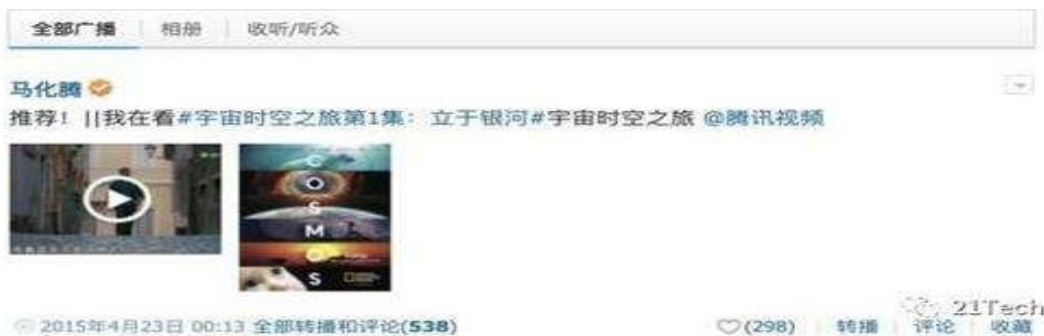 全部广播 相册 收听/听众
马化腾
推荐！||我在看#宇宙时空之旅第1集：立于银河#宇宙时空之旅 @腾讯视频
C
O
S
M
O
S
21Tech
2015年4月23日 00:13 全部转播和评论(538) (298) 转播 评论 收藏